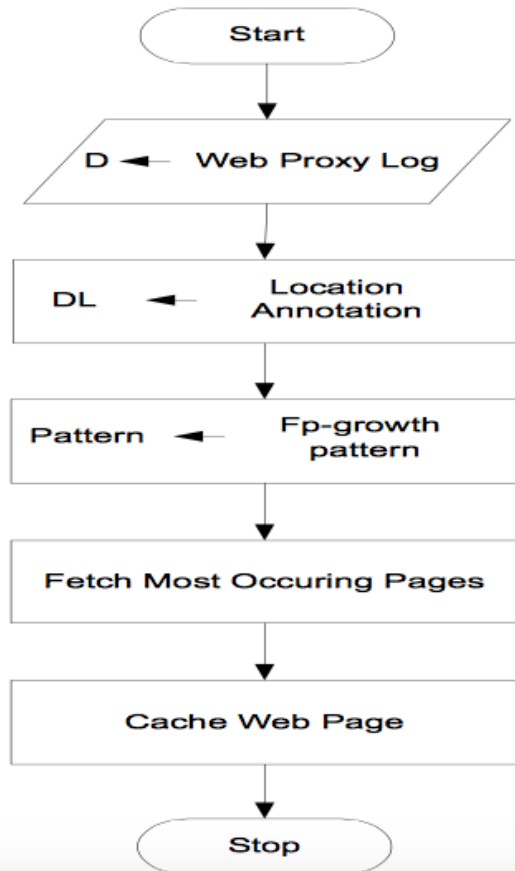 Start
D Web Proxy Log
DL Location
Annotation
Pattern Fp-growth
pattern
Fetch Most Occuring Pages
Cache Web Page
Stop